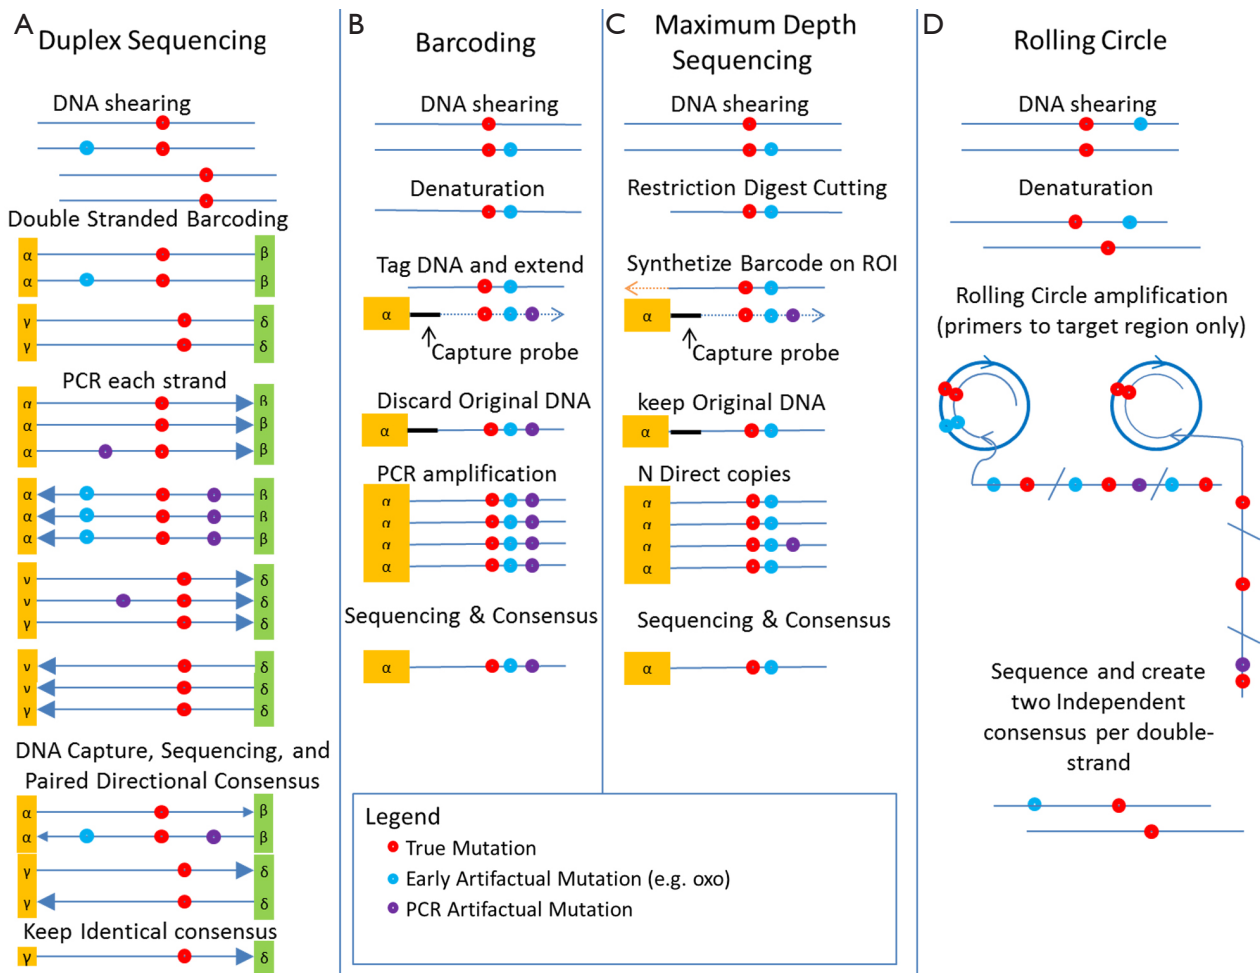 A
Duplex Sequencing
DNA shearing
Double Stranded Barcoding
α β
α β
γ δ
γ δ
PCR each strand
α β
α β
α β
α β
α β
α β
ν δ
ν δ
γ δ
ν δ
ν δ
γ δ
DNA Capture, Sequencing, and
Paired Directional Consensus
α β
α β
γ δ
γ δ
Keep Identical consensus
γ δ
B
Barcoding
DNA shearing
Denaturation
Tag DNA and extend
α
Capture probe
Discard Original DNA
α
PCR amplification
α
α
α
α
Sequencing & Consensus
α
C
Maximum Depth
Sequencing
DNA shearing
Restriction Digest Cutting
Synthetize Barcode on ROI
α
Capture probe
keep Original DNA
α
N Direct copies
α
α
α
α
Sequencing & Consensus
α
D
Rolling Circle
DNA shearing
Denaturation
Rolling Circle amplification
(primers to target region only)
Sequence and create
two Independent
consensus per double-
strand
Legend
True Mutation
Early Artifactual Mutation (e.g. oxo)
PCR Artifactual Mutation